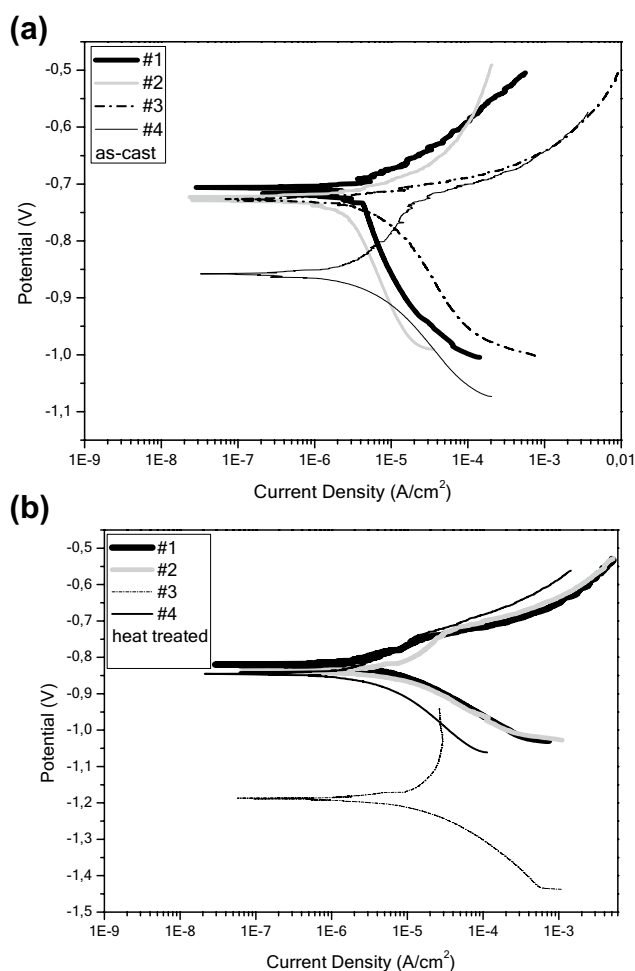 (a)
#1
#2
#3
#4
as-cast
-0,5
-0,6
-0,7
-0,8
-0,9
-1,0
-1,1
Potential (V)
1E-9 1E-8 1E-7 1E-6 1E-5 1E-4 1E-3 0,01
Current Density (A/cm²)
(b)
#1
#2
#3
#4
heat treated
-0,5
-0,6
-0,7
-0,8
-0,9
-1,0
-1,1
-1,2
-1,3
-1,4
-1,5
Potential (V)
1E-9 1E-8 1E-7 1E-6 1E-5 1E-4 1E-3
Current Density (A/cm²)